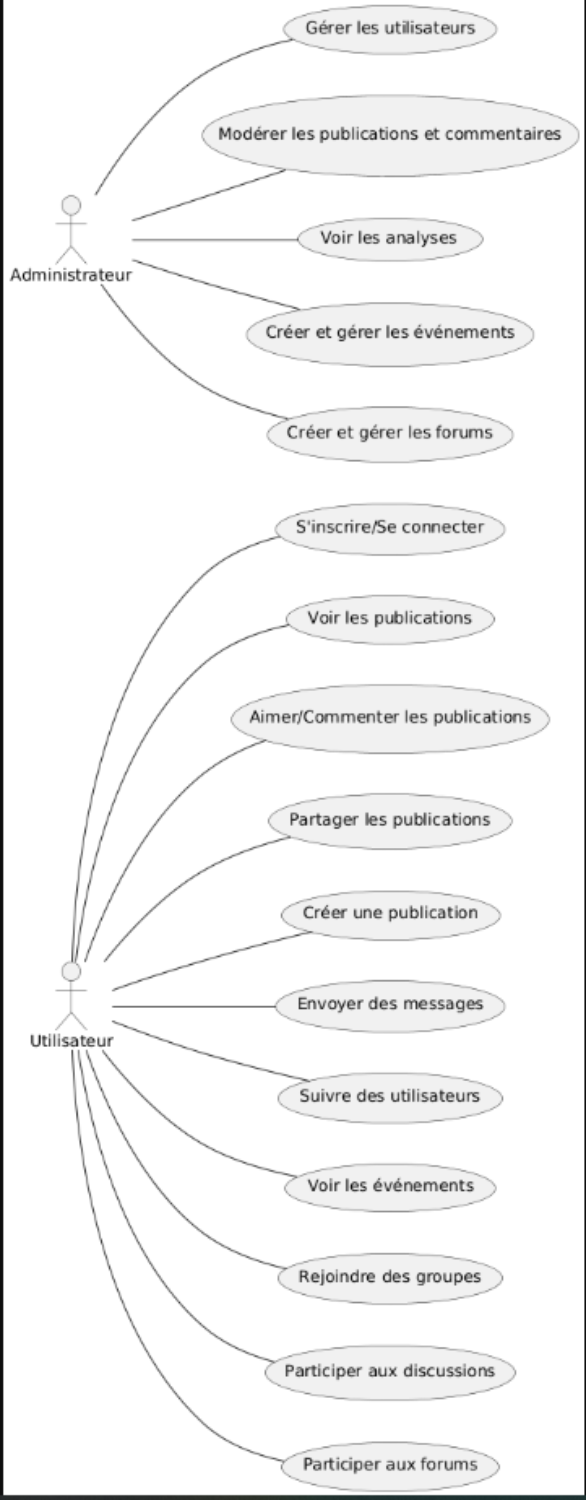 Gérer les utilisateurs
Modérer les publications et commentaires
Voir les analyses
Administrateur
Créer et gérer les événements
Créer et gérer les forums
S'inscrire/Se connecter
Voir les publications
Aimer/Commenter les publications
Partager les publications
Créer une publication
Envoyer des messages
Utilisateur
Suivre des utilisateurs
Voir les événements
Rejoindre des groupes
Participer aux discussions
Participer aux forums